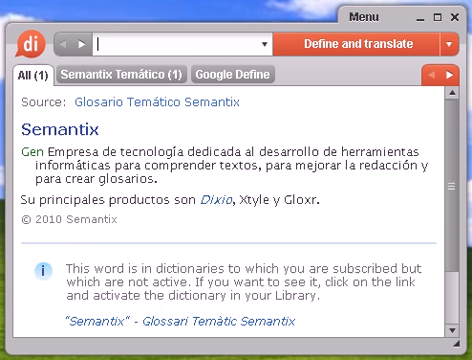 Menu
di
Define and translate
All (1)
Semantix Temático (1)
Google Define
Source: Glosario Temático Semantix
Semantix
Gen Empresa de tecnología dedicada al desarrollo de herramientas
informáticas para comprender textos, para mejorar la redacción y
para crear glosarios.
Su principales productos son Dixio, Xtyle y Gloxr.
© 2010 Semantix
i
This word is in dictionaries to which you are subscribed but
which are not active. If you want to see it, click on the link
and activate the dictionary in your Library.
"Semantix" - Glossari Temàtic Semantix